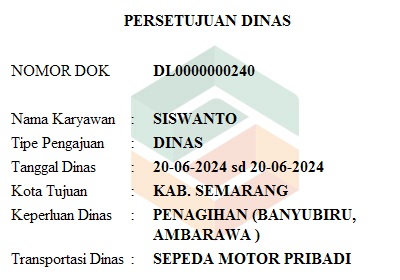 PERSETUJUAN DINAS
NOMOR DOK DL0000000240
Nama Karyawan : SISWANTO
Tipe Pengajuan : DINAS
Tanggal Dinas : 20-06-2024 sd 20-06-2024
Kota Tujuan : KAB. SEMARANG
Keperluan Dinas : PENAGIHAN (BANYUBIRU,
AMBARAWA )
Transportasi Dinas : SEPEDA MOTOR PRIBADI